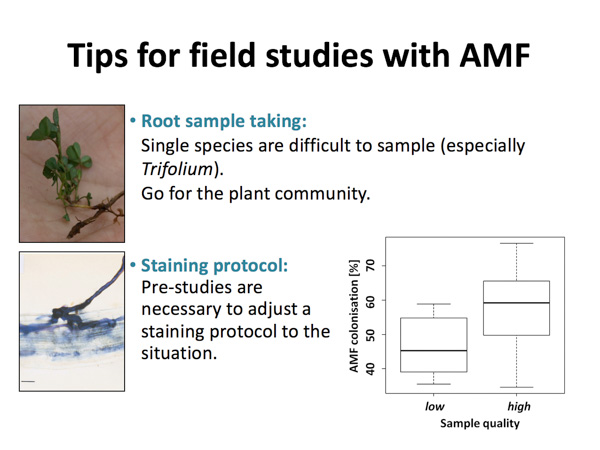 Tips for field studies with AMF
• Root sample taking:
Single species are difficult to sample (especially
Trifolium).
Go for the plant community.
• Staining protocol:
Pre-studies are
necessary to adjust a
staining protocol to the
situation.
AMF colonisation [%]
70
60
50
40
low high
Sample quality